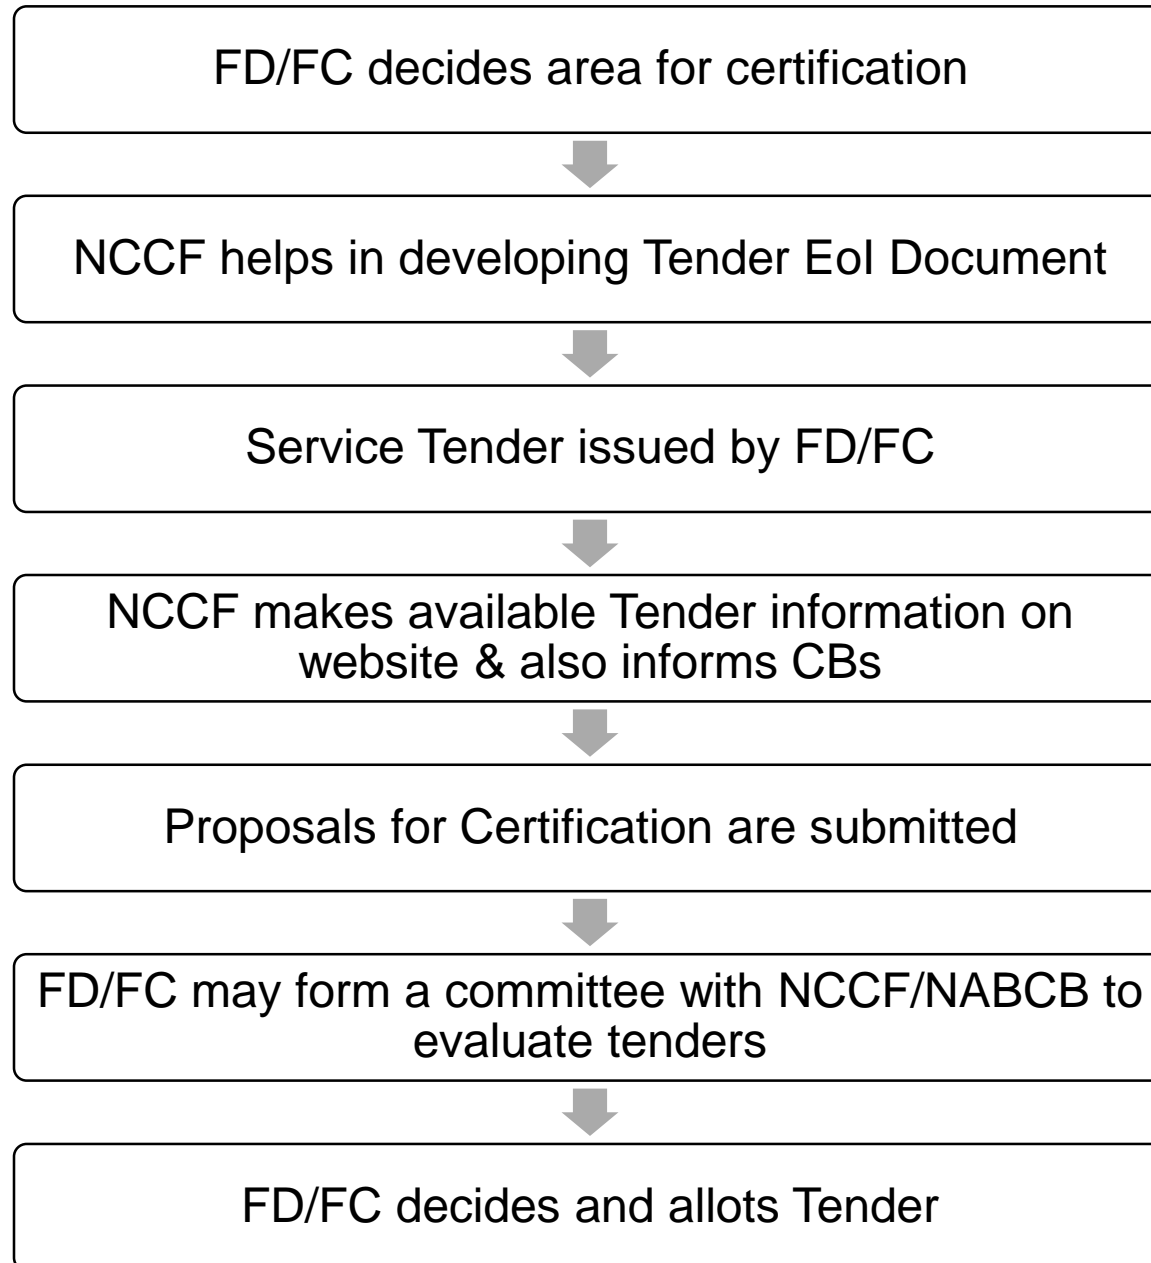 FD/FC decides area for certification
NCCF helps in developing Tender EoI Document
Service Tender issued by FD/FC
NCCF makes available Tender information on
website & also informs CBs
Proposals for Certification are submitted
FD/FC may form a committee with NCCF/NABCB to
evaluate tenders
FD/FC decides and allots Tender